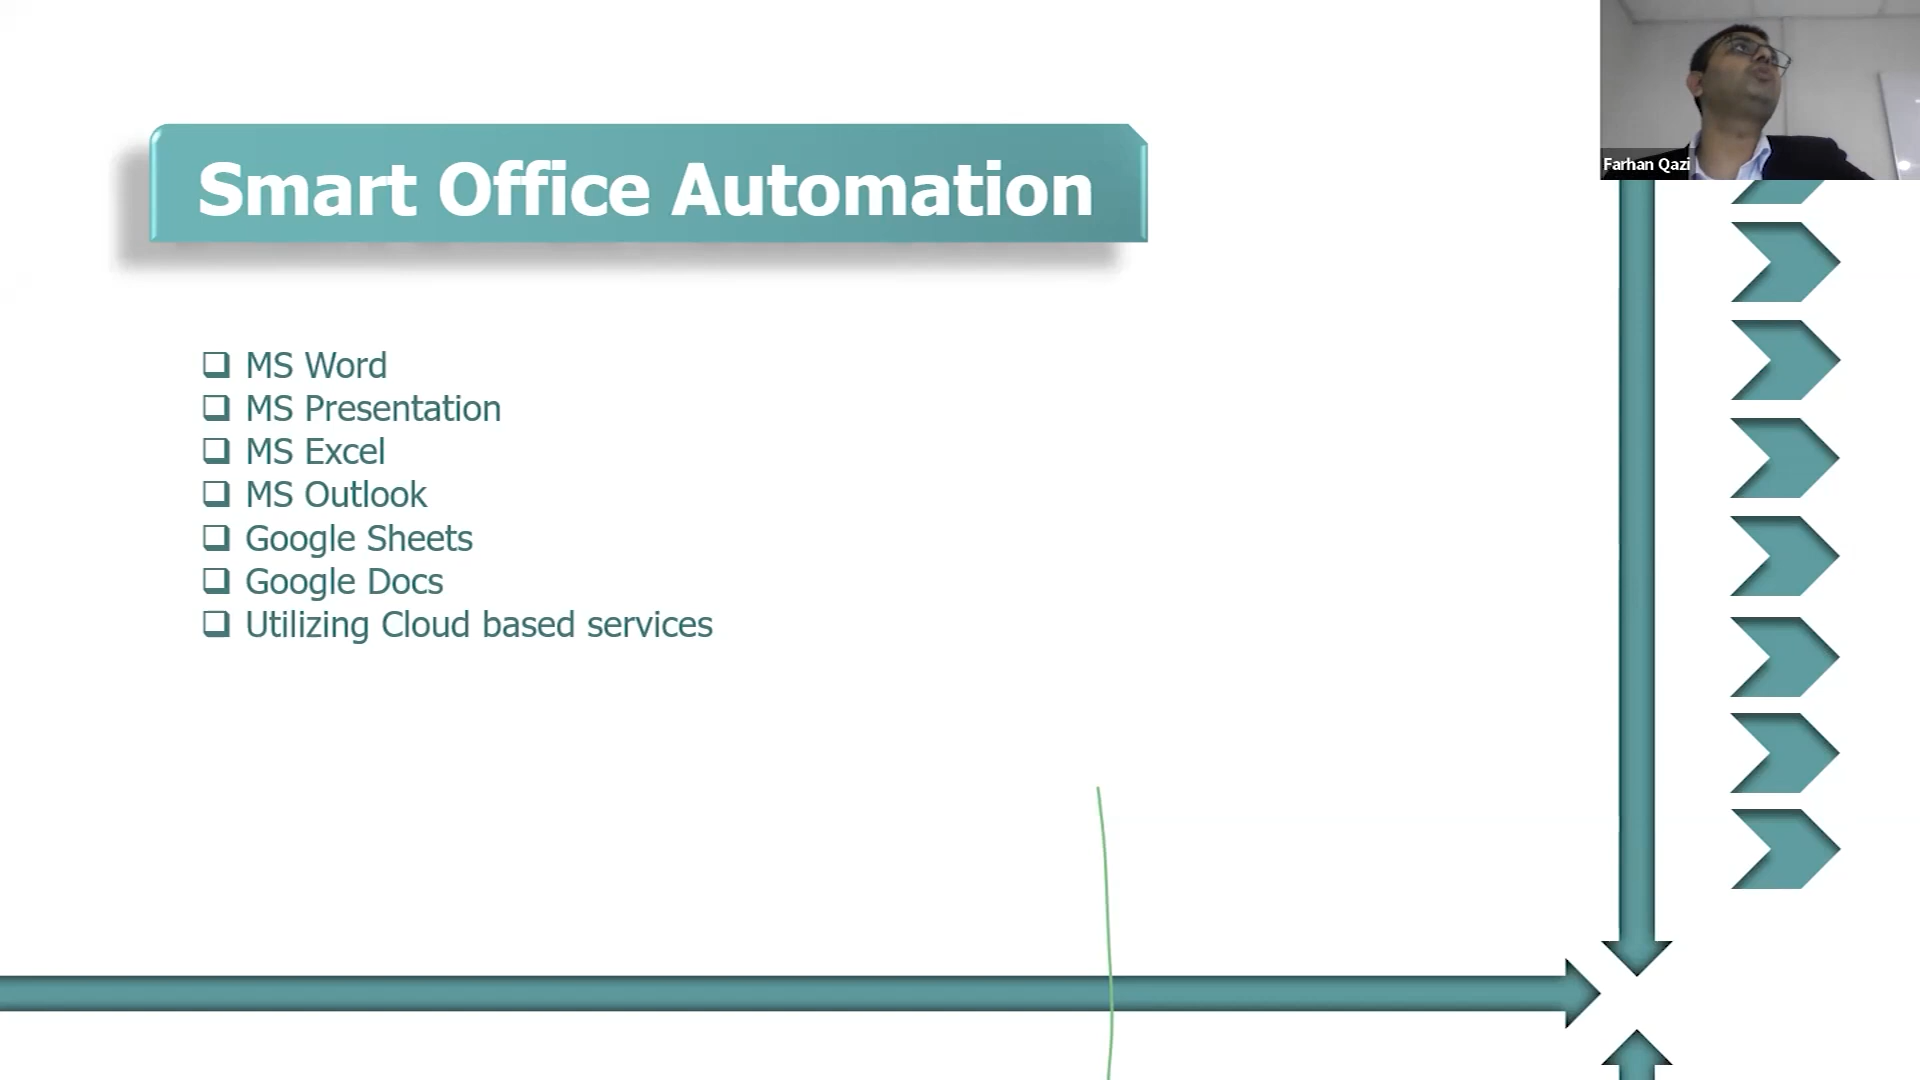 Smart Office Automation
Farhan Qazi
MS Word
MS Presentation
MS Excel
MS Outlook
Google Sheets
Google Docs
Utilizing Cloud based services